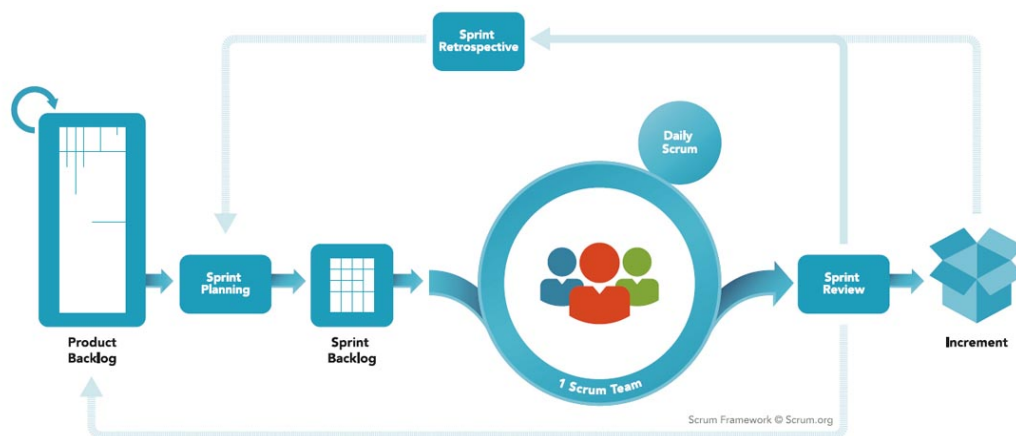 Sprint
Retrospective
Daily
Scrum
Sprint
Planning
Sprint
Review
Product
Backlog
Sprint
Backlog
Increment
1 Scrum Team
Scrum Framework © Scrum.org